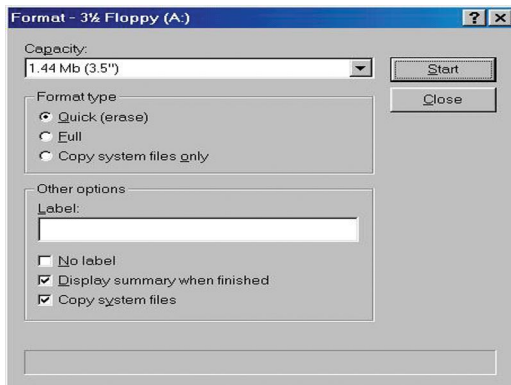 Format - 3½ Floppy (A:)
Capacity:
1.44 Mb (3.5")
Start
Close
Format type
Quick (erase)
Full
Copy system files only
Other options
Label:
No label
Display summary when finished
Copy system files